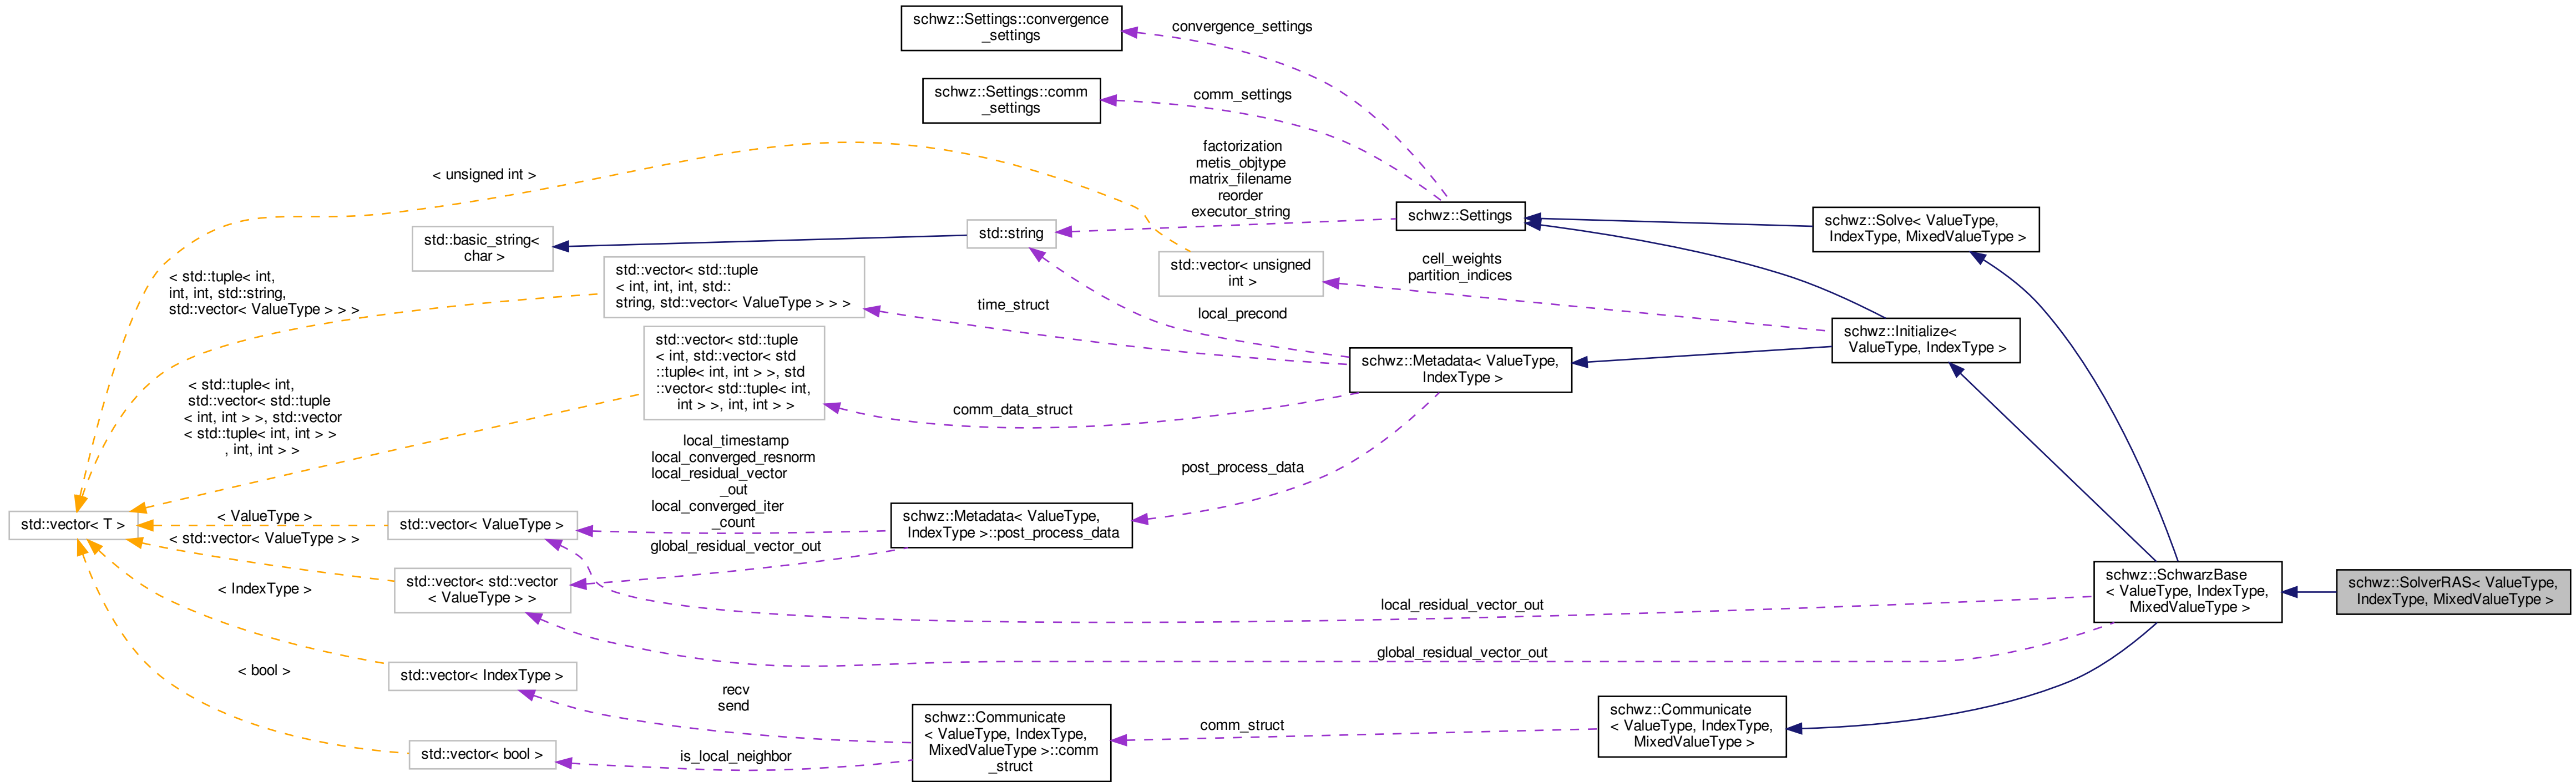 schwz::Settings::convergence
_settings
convergence_settings
schwz::Settings::comm
_settings
comm_settings
< unsigned int >
factorization
metis_objtype
matrix_filename
reorder
executor_string
std::basic_string<
char >
std::string
schwz::Settings
schwz::Solve< ValueType,
IndexType, MixedValueType >
std::vector< unsigned
int >
cell_weights
partition_indices
< std::tuple< int,
int, int, std::string,
std::vector< ValueType > > >
std::vector< std::tuple
< int, int, int, std::
string, std::vector< ValueType > > >
time_struct
local_precond
schwz::Initialize<
ValueType, IndexType >
std::vector< std::tuple
< int, std::vector< std
::tuple< int, int > >, std
::vector< std::tuple< int,
int > >, int, int > >
schwz::Metadata< ValueType,
IndexType >
< std::tuple< int,
std::vector< std::tuple
< int, int > >, std::vector
< std::tuple< int, int > >
, int, int > >
comm_data_struct
local_timestamp
local_converged_resnorm
local_residual_vector
_out
local_converged_iter
_count
post_process_data
std::vector< T >
< ValueType >
std::vector< ValueType >
schwz::Metadata< ValueType,
IndexType >::post_process_data
< std::vector< ValueType > >
global_residual_vector_out
std::vector< std::vector
< ValueType > >
< IndexType >
local_residual_vector_out
schwz::SchwarzBase
< ValueType, IndexType,
MixedValueType >
schwz::SolverRAS< ValueType,
IndexType, MixedValueType >
global_residual_vector_out
< bool >
std::vector< IndexType >
recv
send
schwz::Communicate
< ValueType, IndexType,
MixedValueType >::comm
_struct
comm_struct
schwz::Communicate
< ValueType, IndexType,
MixedValueType >
std::vector< bool >
is_local_neighbor